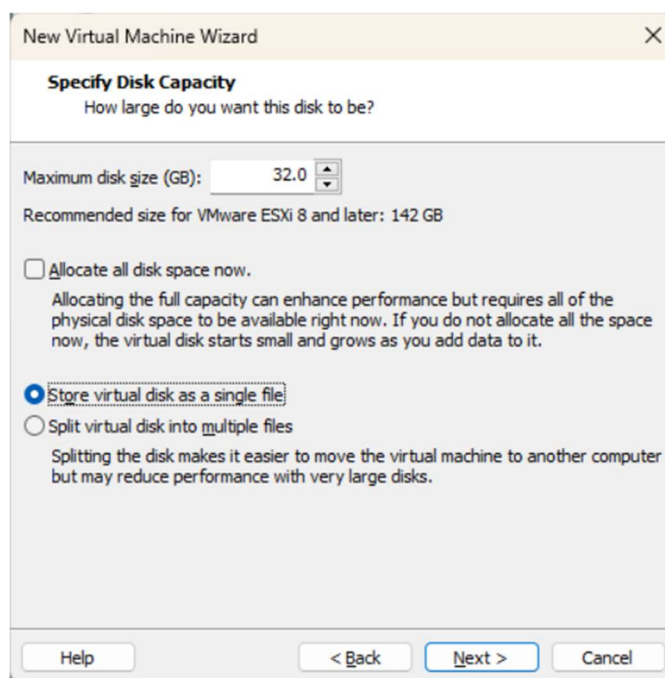 New Virtual Machine Wizard
Specify Disk Capacity
How large do you want this disk to be?
Maximum disk size (GB): 32.0
Recommended size for VMware ESXi 8 and later: 142 GB
Allocate all disk space now.
Allocating the full capacity can enhance performance but requires all of the
physical disk space to be available right now. If you do not allocate all the space
now, the virtual disk starts small and grows as you add data to it.
Store virtual disk as a single file
Split virtual disk into multiple files
Splitting the disk makes it easier to move the virtual machine to another computer
but may reduce performance with very large disks.
Help < Back Next > Cancel